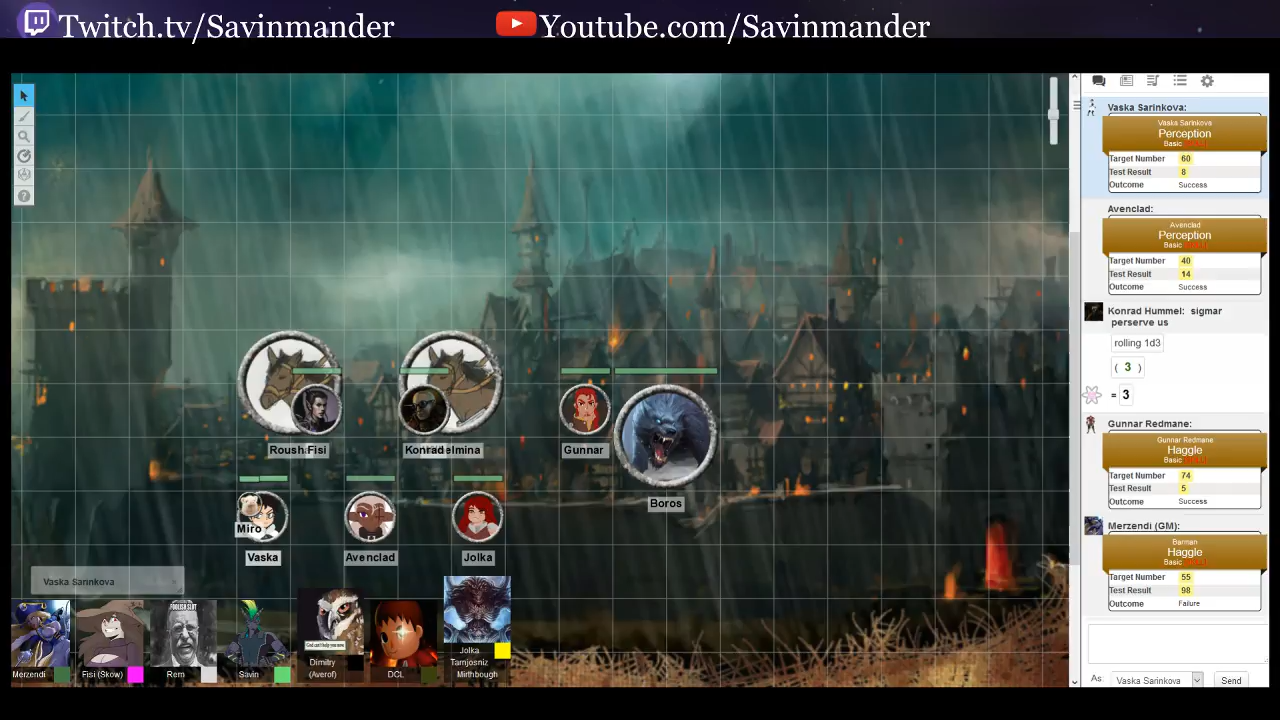 Twitch.tv/Savinmander
Youtube.com/Savinmander
Vaska Sarinkova:
Vaska Sarinkova
Perception
Basic
Target Number 60
Test Result 8
Outcome Success
Avenclad:
Avenclad
Perception
Basic
Target Number 40
Test Result 14
Outcome Success
Konrad Hummel: sigmar
perserve us
rolling 1d3
( 3 )
= 3
Gunnar Redmane:
Gunnar Redmane
Haggle
Basic
Target Number 74
Test Result 5
Outcome Success
Merzendi (GM):
Barman
Haggle
Basic
Target Number 55
Test Result 98
Outcome Failure
As: Vaska Sarinkova
Send
Roush Fisi
Konrad elmina
Gunnar
Boros
Miro
Vaska
Avenclad
Jolka
Vaska Sarinkova
FOOLISH SLUT
Merzendi
Fisi (Skow)
Rem
Savin
Dimitry
(Averof)
DCL
Jolka
Tamjosniz
Mirthbough